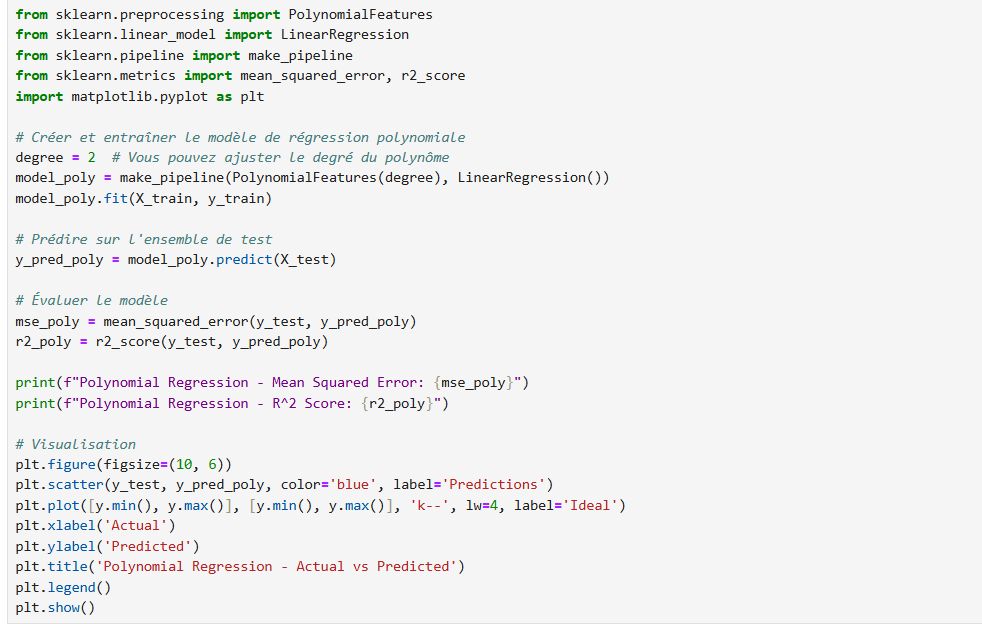 from sklearn.preprocessing import PolynomialFeatures
from sklearn.linear_model import LinearRegression
from sklearn.pipeline import make_pipeline
from sklearn.metrics import mean_squared_error, r2_score
import matplotlib.pyplot as plt

# Créer et entraîner le modèle de régression polynomiale
degree = 2  # Vous pouvez ajuster le degré du polynôme
model_poly = make_pipeline(PolynomialFeatures(degree), LinearRegression())
model_poly.fit(X_train, y_train)

# Prédire sur l'ensemble de test
y_pred_poly = model_poly.predict(X_test)

# Évaluer le modèle
mse_poly = mean_squared_error(y_test, y_pred_poly)
r2_poly = r2_score(y_test, y_pred_poly)

print(f"Polynomial Regression - Mean Squared Error: {mse_poly}")
print(f"Polynomial Regression - R^2 Score: {r2_poly}")

# Visualisation
plt.figure(figsize=(10, 6))
plt.scatter(y_test, y_pred_poly, color='blue', label='Predictions')
plt.plot([y.min(), y.max()], [y.min(), y.max()], 'k--', lw=4, label='Ideal')
plt.xlabel('Actual')
plt.ylabel('Predicted')
plt.title('Polynomial Regression - Actual vs Predicted')
plt.legend()
plt.show()